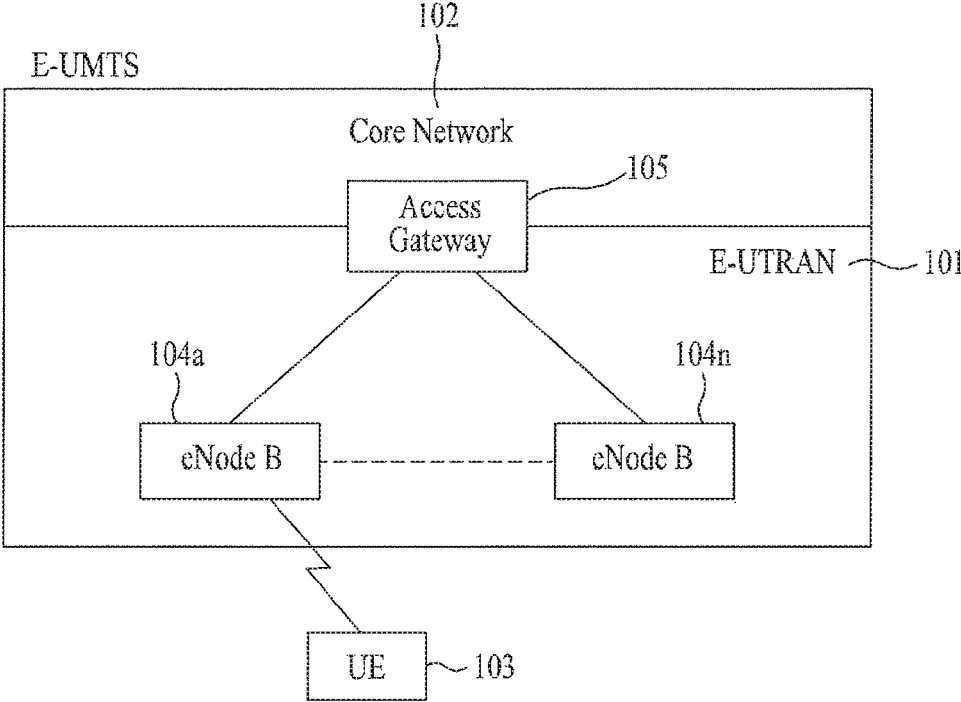 102
E-UMTS
Core Network
105
Access
Gateway
E-UTRAN
101
104a
104n
eNode B
eNode B
UE
103